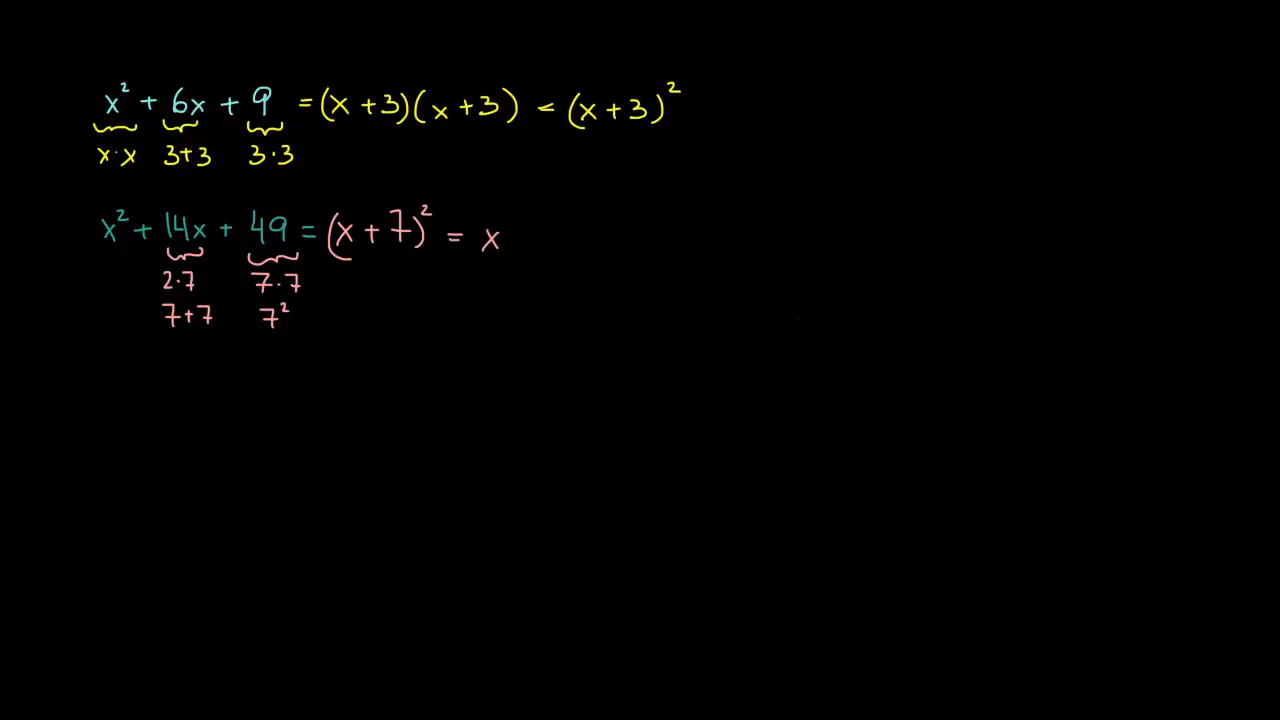 x² + 6x + 9 = (x + 3)(x + 3) = (x + 3)²
x·x 3+3 3·3
x² + 14x + 49 = (x + 7)² = x
2·7 7·7
7+7 7²